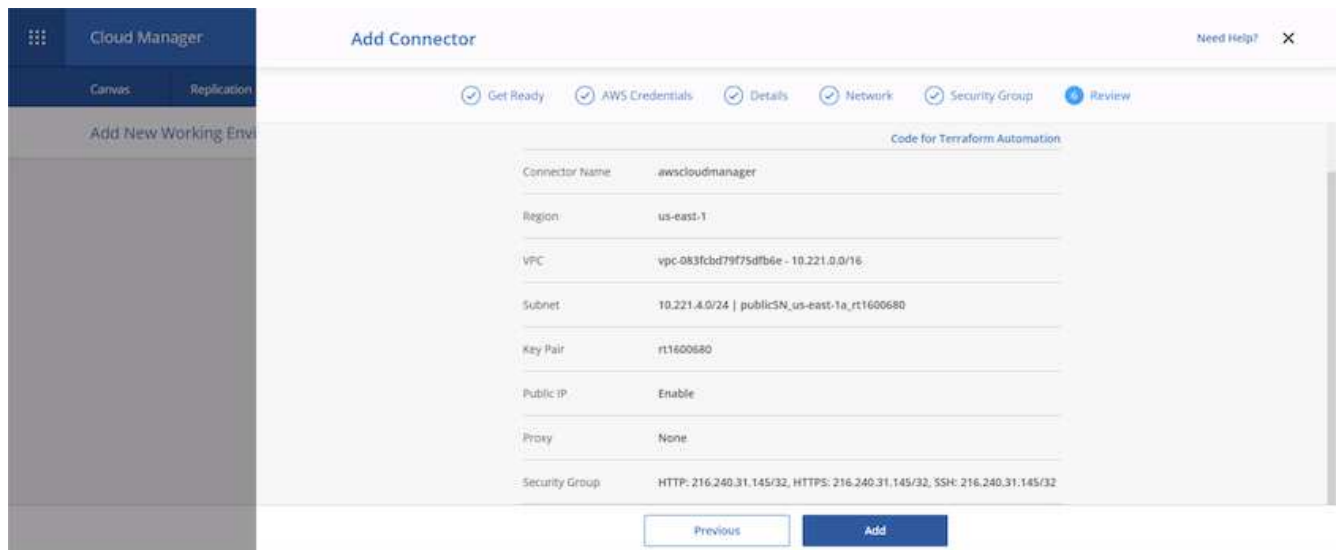 Cloud Manager
Add Connector
Need Help?
Canvas
Replication
Get Ready
AWS Credentials
Details
Network
Security Group
6 Review
Add New Working Envi
Code for Terraform Automation
Connector Name awscloudmanager
Region us-east-1
VPC vpc-083fcbd79f75dfb6e - 10.221.0.0/16
Subnet 10.221.4.0/24 | publicSN_us-east-1a_rt1600680
Key Pair rt1600680
Public IP Enable
Proxy None
Security Group HTTP: 216.240.31.145/32, HTTPS: 216.240.31.145/32, SSH: 216.240.31.145/32
Previous
Add